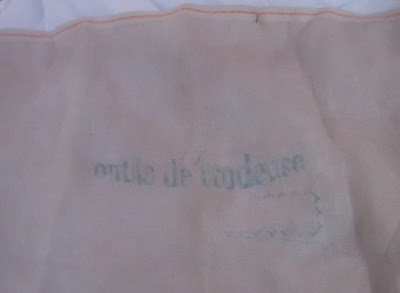 outils de brodeuse